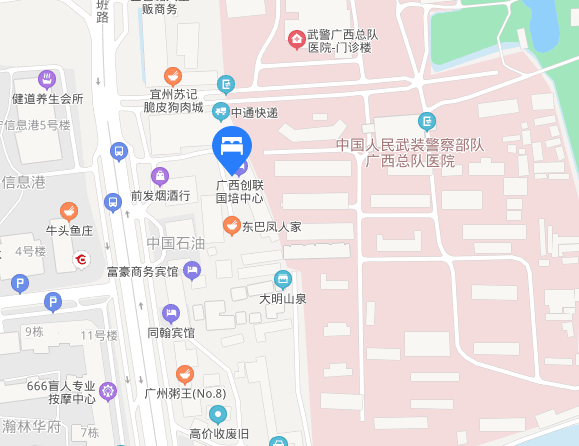 班路
贩商务
武警广西总队
医院-门诊楼
健道养生会所
宜州苏记
脆皮狗肉城
中通快递
信息港5号楼
中国人民武装警察部队
广西总队医院
信息港
前发烟酒行
广西创联
国培中心
牛头鱼庄
东巴凤人家
中国石油
4号楼
富豪商务宾馆
大明山泉
P
P
9栋
11号楼
同翰宾馆
666盲人专业
按摩中心
广州粥王(No.8)
瀚林华府
7栋
高价收废旧